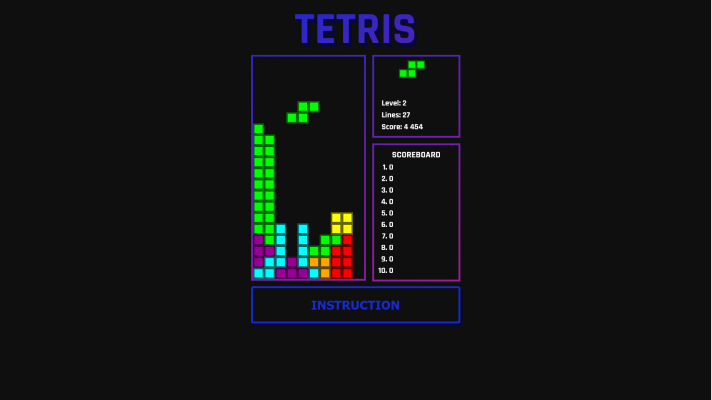 TETRIS
Level: 2
Lines: 27
Score: 4 454
SCOREBOARD
1. 0
2. 0
3. 0
4. 0
5. 0
6. 0
7. 0
8. 0
9. 0
10. 0
INSTRUCTION